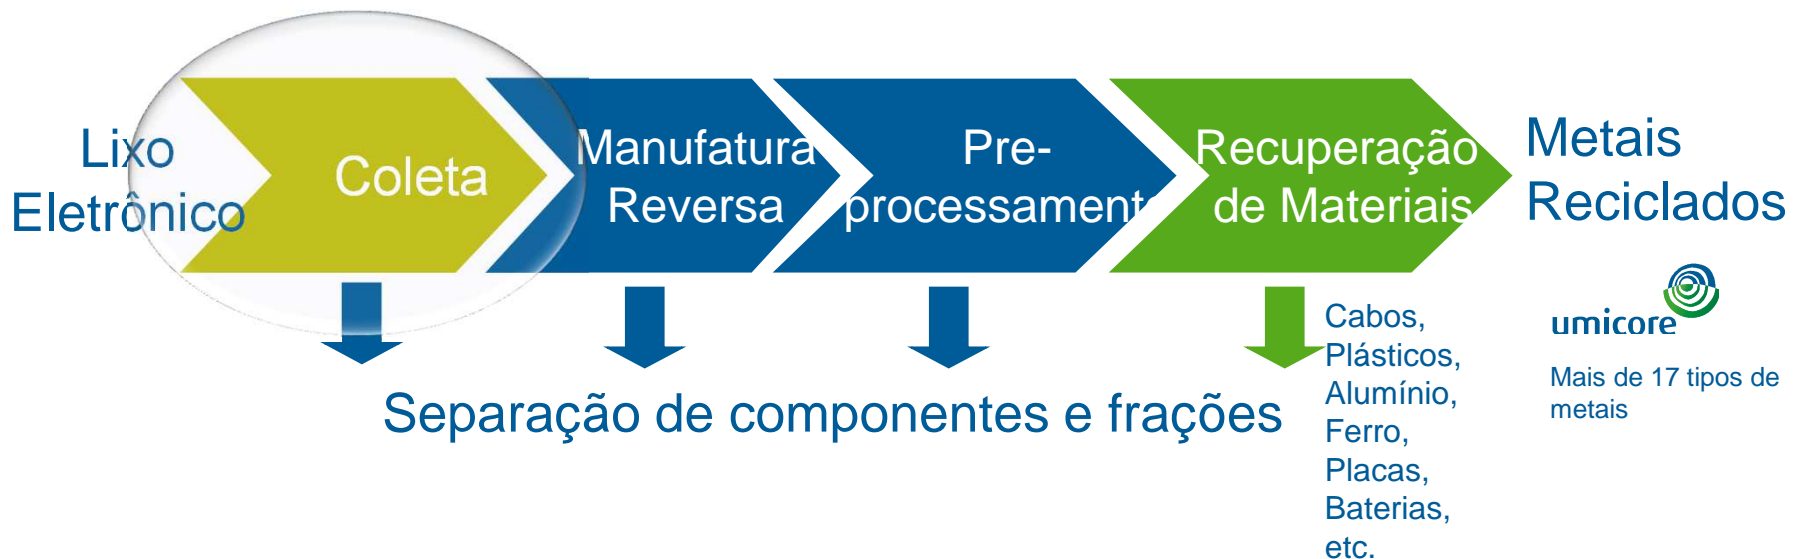 Lixo
Eletrônico
Coleta
Manufatura
Reversa
Pre-
processamento
Recuperação
de Materiais
Metais
Reciclados
Separação de componentes e frações
Cabos,
Plásticos,
Alumínio,
Ferro,
Placas,
Baterias,
etc.
umicore
Mais de 17 tipos de
metais